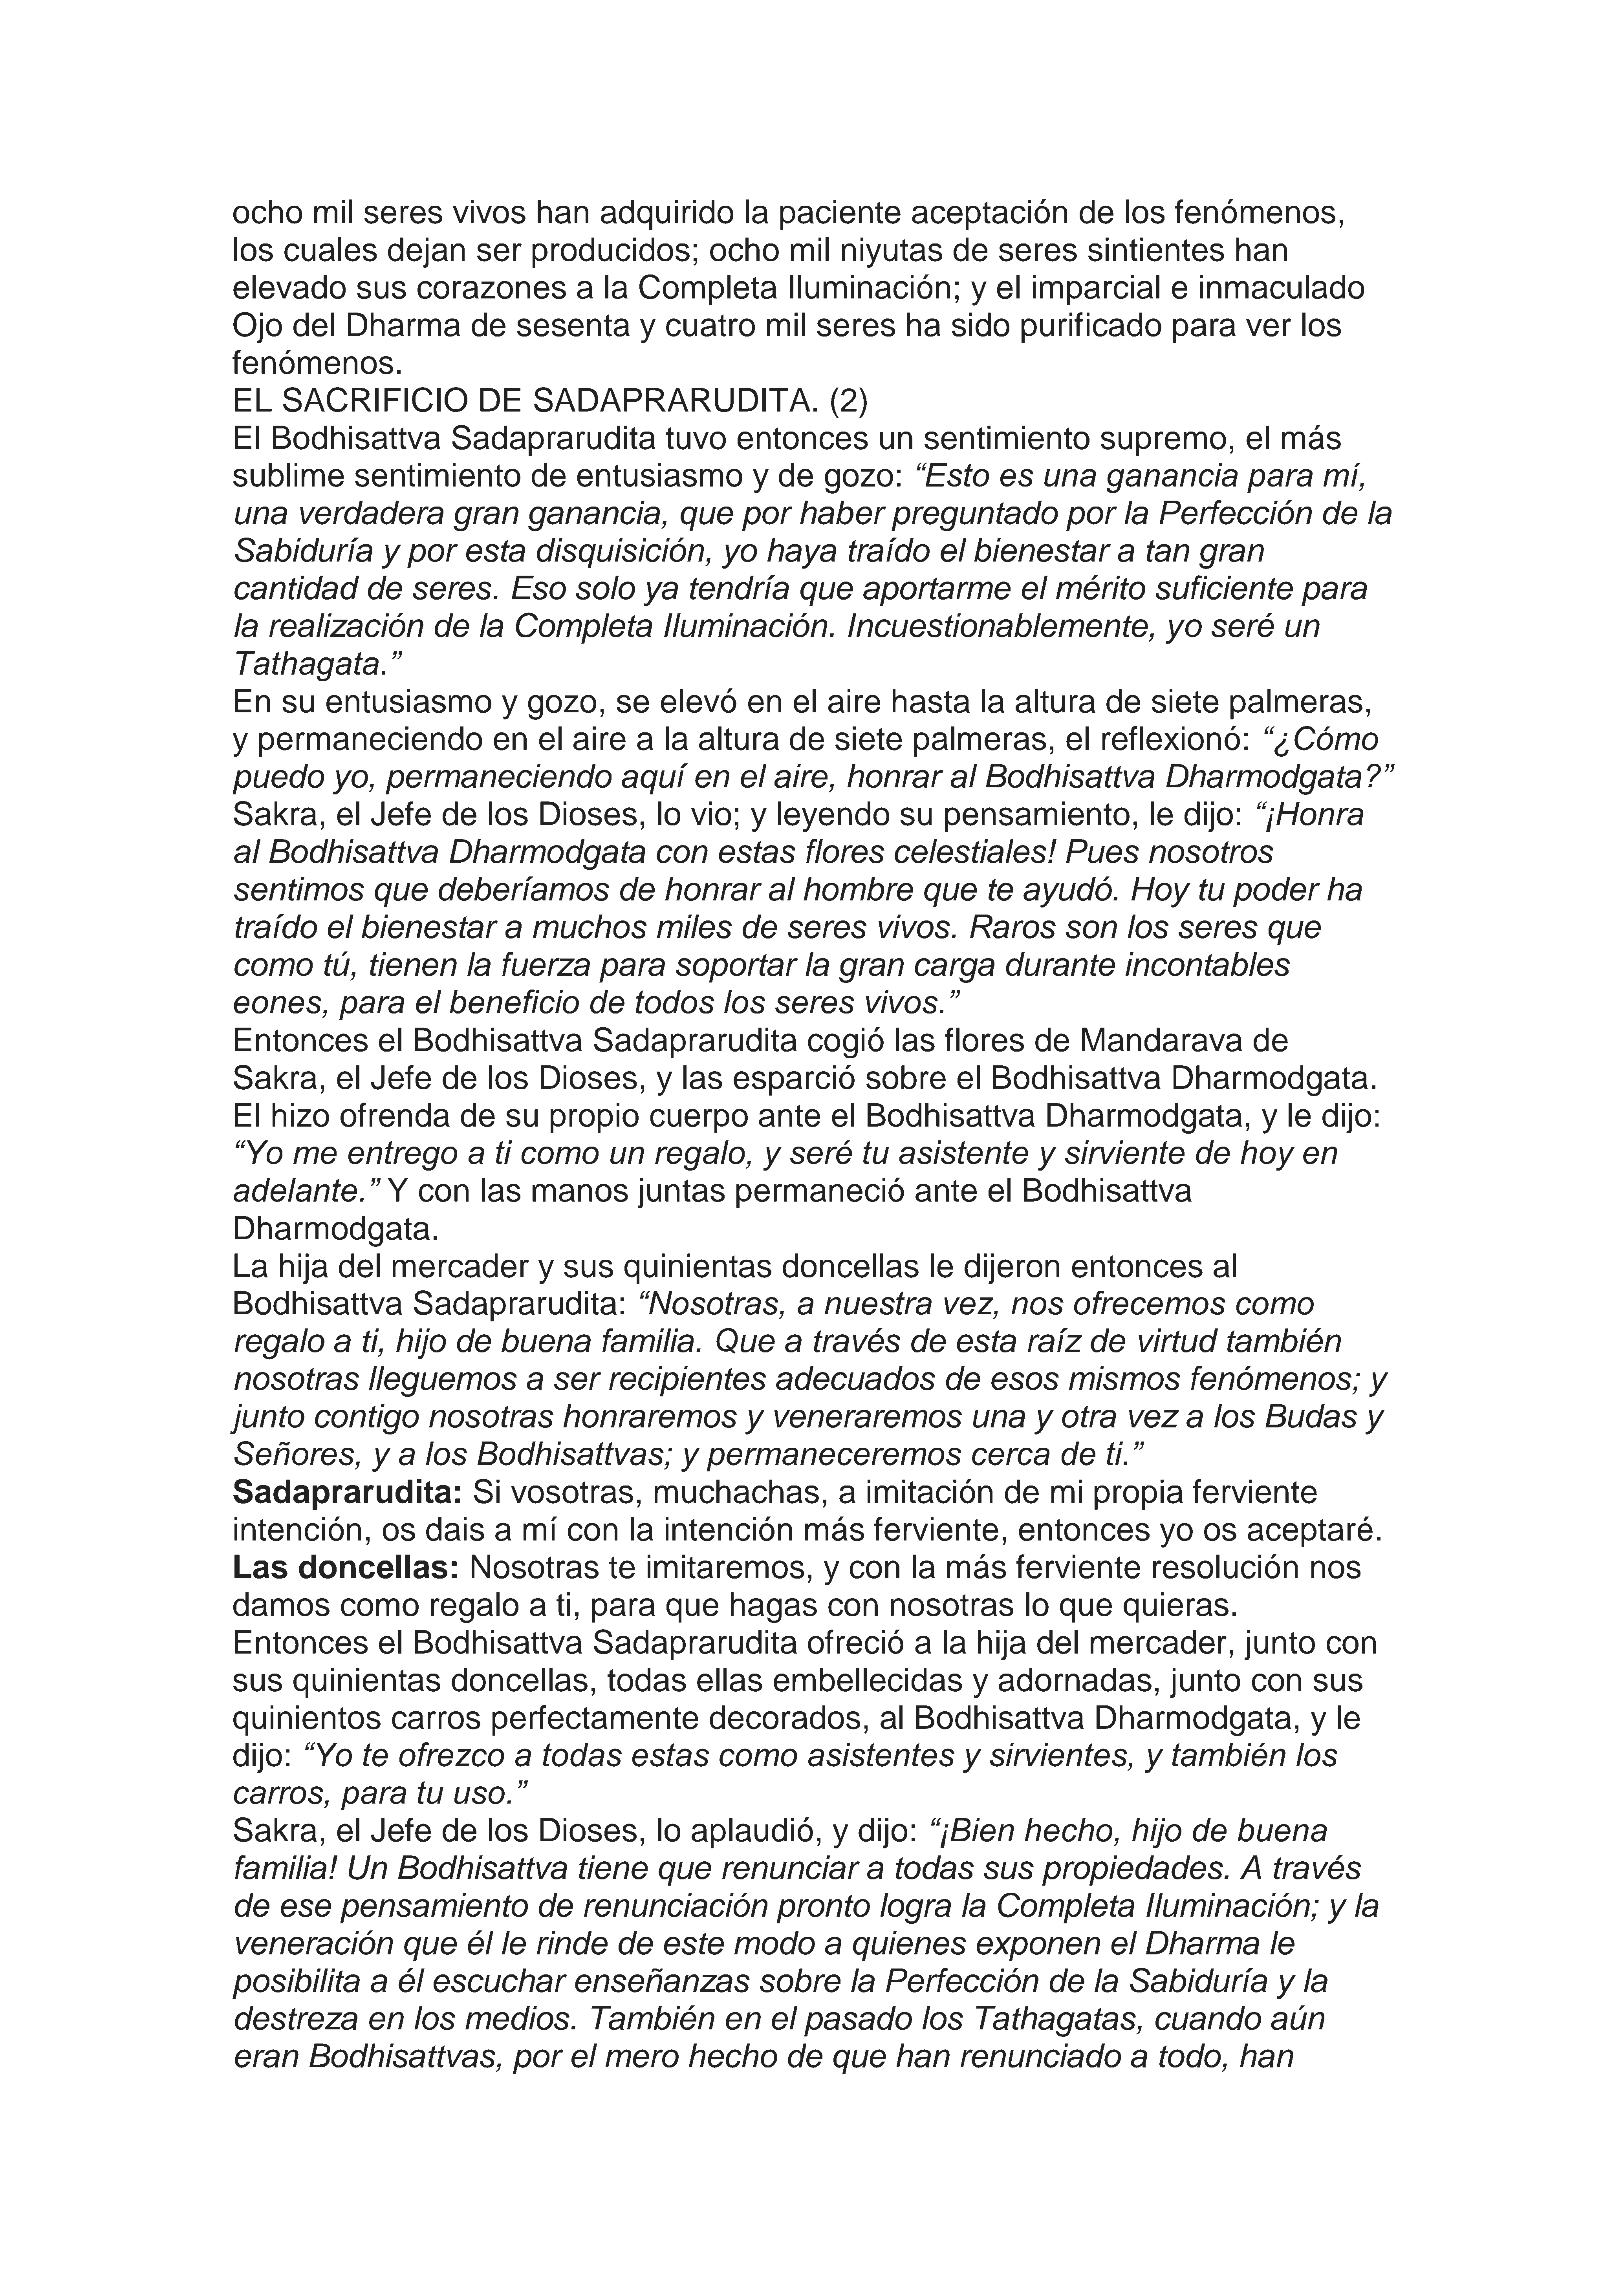 ocho mil seres vivos han adquirido la paciente aceptación de los fenómenos,
los cuales dejan ser producidos; ocho mil niyutas de seres sintientes han
elevado sus corazones a la Completa Iluminación; y el imparcial e inmaculado
Ojo del Dharma de sesenta y cuatro mil seres ha sido purificado para ver los
fenómenos.
EL SACRIFICIO DE SADAPRARUDITA. (2)
El Bodhisattva Sadaprarudita tuvo entonces un sentimiento supremo, el más
sublime sentimiento de entusiasmo y de gozo: “Esto es una ganancia para mí,
una verdadera gran ganancia, que por haber preguntado por la Perfección de la
Sabiduría y por esta disquisición, yo haya traído el bienestar a tan gran
cantidad de seres. Eso solo ya tendría que aportarme el mérito suficiente para
la realización de la Completa Iluminación. Incuestionablemente, yo seré un
Tathagata.”
En su entusiasmo y gozo, se elevó en el aire hasta la altura de siete palmeras,
y permaneciendo en el aire a la altura de siete palmeras, el reflexionó: “¿Cómo
puedo yo, permaneciendo aquí en el aire, honrar al Bodhisattva Dharmodgata?”
Sakra, el Jefe de los Dioses, lo vio; y leyendo su pensamiento, le dijo: “¡Honra
al Bodhisattva Dharmodgata con estas flores celestiales! Pues nosotros
sentimos que deberíamos de honrar al hombre que te ayudó. Hoy tu poder ha
traído el bienestar a muchos miles de seres vivos. Raros son los seres que
como tú, tienen la fuerza para soportar la gran carga durante incontables
eones, para el beneficio de todos los seres vivos.”
Entonces el Bodhisattva Sadaprarudita cogió las flores de Mandarava de
Sakra, el Jefe de los Dioses, y las esparció sobre el Bodhisattva Dharmodgata.
El hizo ofrenda de su propio cuerpo ante el Bodhisattva Dharmodgata, y le dijo:
“Yo me entrego a ti como un regalo, y seré tu asistente y sirviente de hoy en
adelante.” Y con las manos juntas permaneció ante el Bodhisattva
Dharmodgata.
La hija del mercader y sus quinientas doncellas le dijeron entonces al
Bodhisattva Sadaprarudita: “Nosotras, a nuestra vez, nos ofrecemos como
regalo a ti, hijo de buena familia. Que a través de esta raíz de virtud también
nosotras lleguemos a ser recipientes adecuados de esos mismos fenómenos; y
junto contigo nosotras honraremos y veneraremos una y otra vez a los Budas y
Señores, y a los Bodhisattvas; y permaneceremos cerca de ti.”
Sadaprarudita: Si vosotras, muchachas, a imitación de mi propia ferviente
intención, os dais a mí con la intención más ferviente, entonces yo os aceptaré.
Las doncellas: Nosotras te imitaremos, y con la más ferviente resolución nos
damos como regalo a ti, para que hagas con nosotras lo que quieras.
Entonces el Bodhisattva Sadaprarudita ofreció a la hija del mercader, junto con
sus quinientas doncellas, todas ellas embellecidas y adornadas, junto con sus
quinientos carros perfectamente decorados, al Bodhisattva Dharmodgata, y le
dijo: “Yo te ofrezco a todas estas como asistentes y sirvientes, y también los
carros, para tu uso.”
Sakra, el Jefe de los Dioses, lo aplaudió, y dijo: “¡Bien hecho, hijo de buena
familia! Un Bodhisattva tiene que renunciar a todas sus propiedades. A través
de ese pensamiento de renunciación pronto logra la Completa Iluminación; y la
veneración que él le rinde de este modo a quienes exponen el Dharma le
posibilita a él escuchar enseñanzas sobre la Perfección de la Sabiduría y la
destreza en los medios. También en el pasado los Tathagatas, cuando aún
eran Bodhisattvas, por el mero hecho de que han renunciado a todo, han